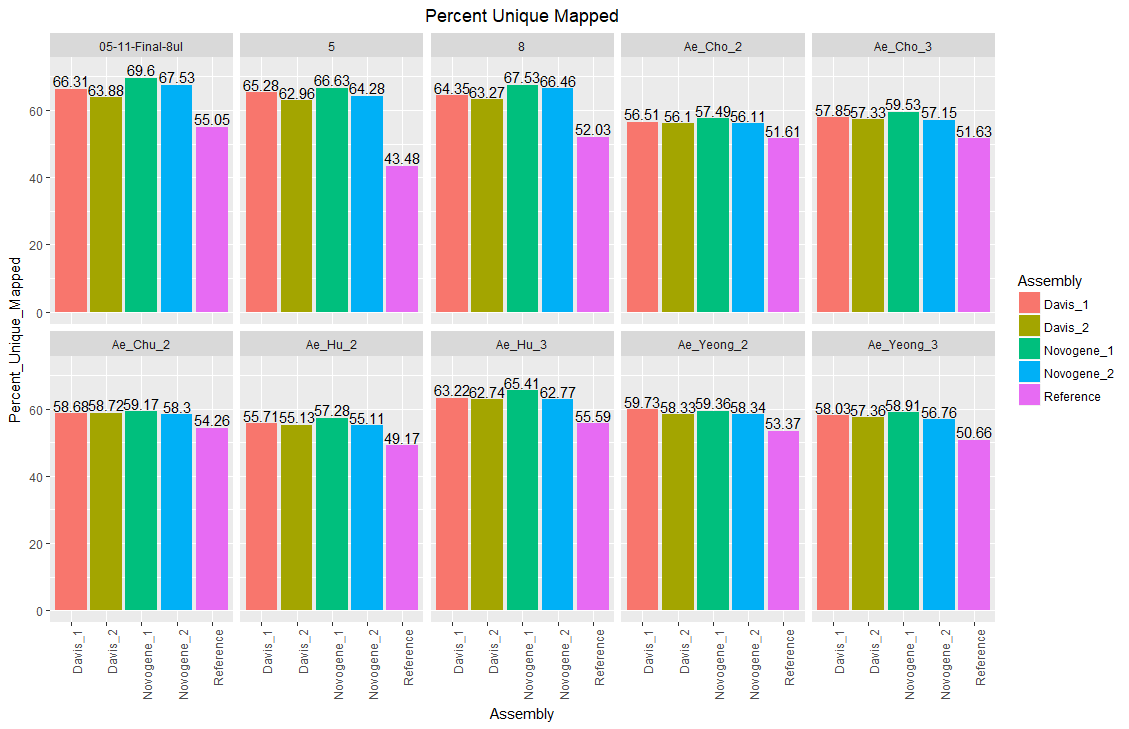 Percent Unique Mapped
05-11-Final-8ul
5
8
Ae_Cho_2
Ae_Cho_3
66.31 63.88 69.6 67.53 55.05
65.28 62.96 66.63 64.28 43.48
64.35 63.27 67.53 66.46 52.03
56.51 56.1 57.49 56.11 51.61
57.85 57.33 59.53 57.15 51.63
60
40
20
0
Ae_Chu_2
Ae_Hu_2
Ae_Hu_3
Ae_Yeong_2
Ae_Yeong_3
58.68 58.72 59.17 58.3 54.26
55.71 55.13 57.28 55.11 49.17
63.22 62.74 65.41 62.77 55.59
59.73 58.33 59.36 58.34 53.37
58.03 57.36 58.91 56.76 50.66
60
40
20
0
Percent_Unique_Mapped
Davis_1
Davis_2
Novogene_1
Novogene_2
Reference
Davis_1
Davis_2
Novogene_1
Novogene_2
Reference
Davis_1
Davis_2
Novogene_1
Novogene_2
Reference
Davis_1
Davis_2
Novogene_1
Novogene_2
Reference
Davis_1
Davis_2
Novogene_1
Novogene_2
Reference
Assembly
Assembly
Davis_1
Davis_2
Novogene_1
Novogene_2
Reference